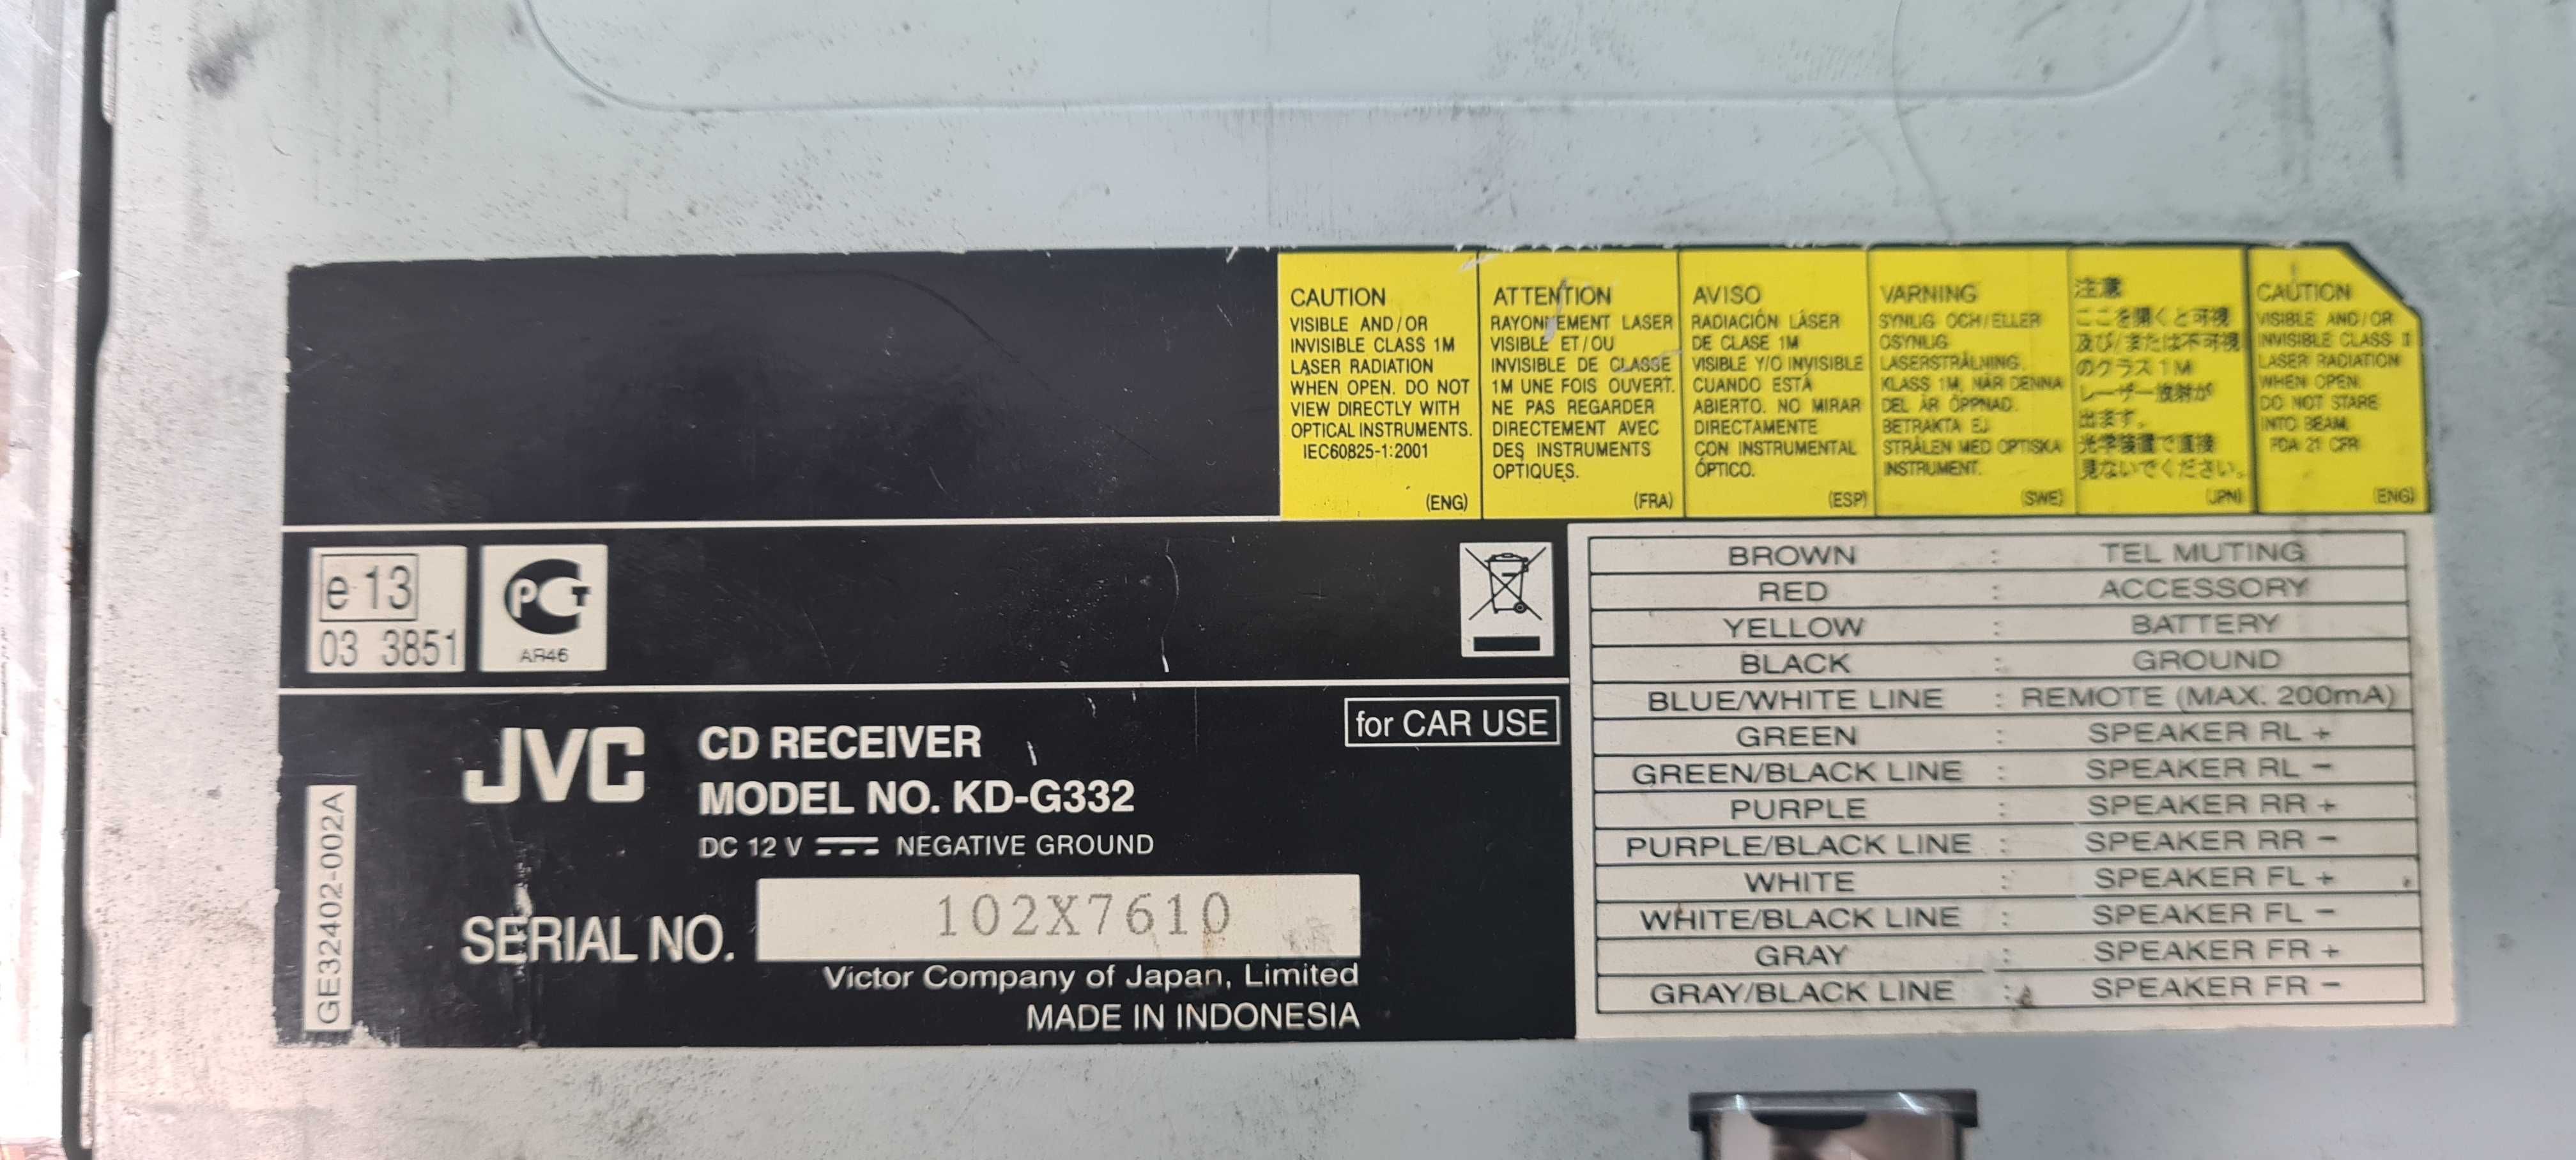 CAUTION
VISIBLE AND/OR
INVISIBLE CLASS 1M
LASER RADIATION
WHEN OPEN. DO NOT
VIEW DIRECTLY WITH
OPTICAL INSTRUMENTS.
IEC60825-1:2001
(ENG)
ATTENTION
RAYONNEMENT LASER
VISIBLE ET/OU
INVISIBLE DE CLASSE
1M UNE FOIS OUVERT.
NE PAS REGARDER
DIRECTEMENT AVEC
DES INSTRUMENTS
OPTIQUES.
(FRA)
AVISO
RADIACIÓN LÁSER
DE CLASE 1M
VISIBLE Y/O INVISIBLE
CUANDO ESTÁ
ABIERTO. NO MIRAR
DIRECTAMENTE
CON INSTRUMENTAL
ÓPTICO.
(ESP)
VARNING
SYNLIG OCH/ELLER
OSYNLIG
LASERSTRÅLNING.
KLASS 1M, NÄR DENNA
DEL ÄR ÖPPNAD.
BETRAKTA EJ
STRÅLEN MED OPTISKA
INSTRUMENT.
(SWE)
注意
ここを開くと可視
及び/または不可視
のクラス1M
レーザー放射が
出ます。
光学装置で直接
見ないでください。
(JPN)
CAUTION
VISIBLE AND/OR
INVISIBLE CLASS II
LASER RADIATION
WHEN OPEN.
DO NOT STARE
INTO BEAM.
FDA 21 CFR
(ENG)
e 13
03 3851
PCT
AR46
JVC
CD RECEIVER
MODEL NO. KD-G332
DC 12 V NEGATIVE GROUND
for CAR USE
SERIAL NO. 102X7610
Victor Company of Japan, Limited
MADE IN INDONESIA
GE32402-002A
BROWN : TEL MUTING
RED : ACCESSORY
YELLOW : BATTERY
BLACK : GROUND
BLUE/WHITE LINE : REMOTE (MAX. 200mA)
GREEN : SPEAKER RL +
GREEN/BLACK LINE : SPEAKER RL −
PURPLE : SPEAKER RR +
PURPLE/BLACK LINE : SPEAKER RR −
WHITE : SPEAKER FL +
WHITE/BLACK LINE : SPEAKER FL −
GRAY : SPEAKER FR +
GRAY/BLACK LINE : SPEAKER FR −